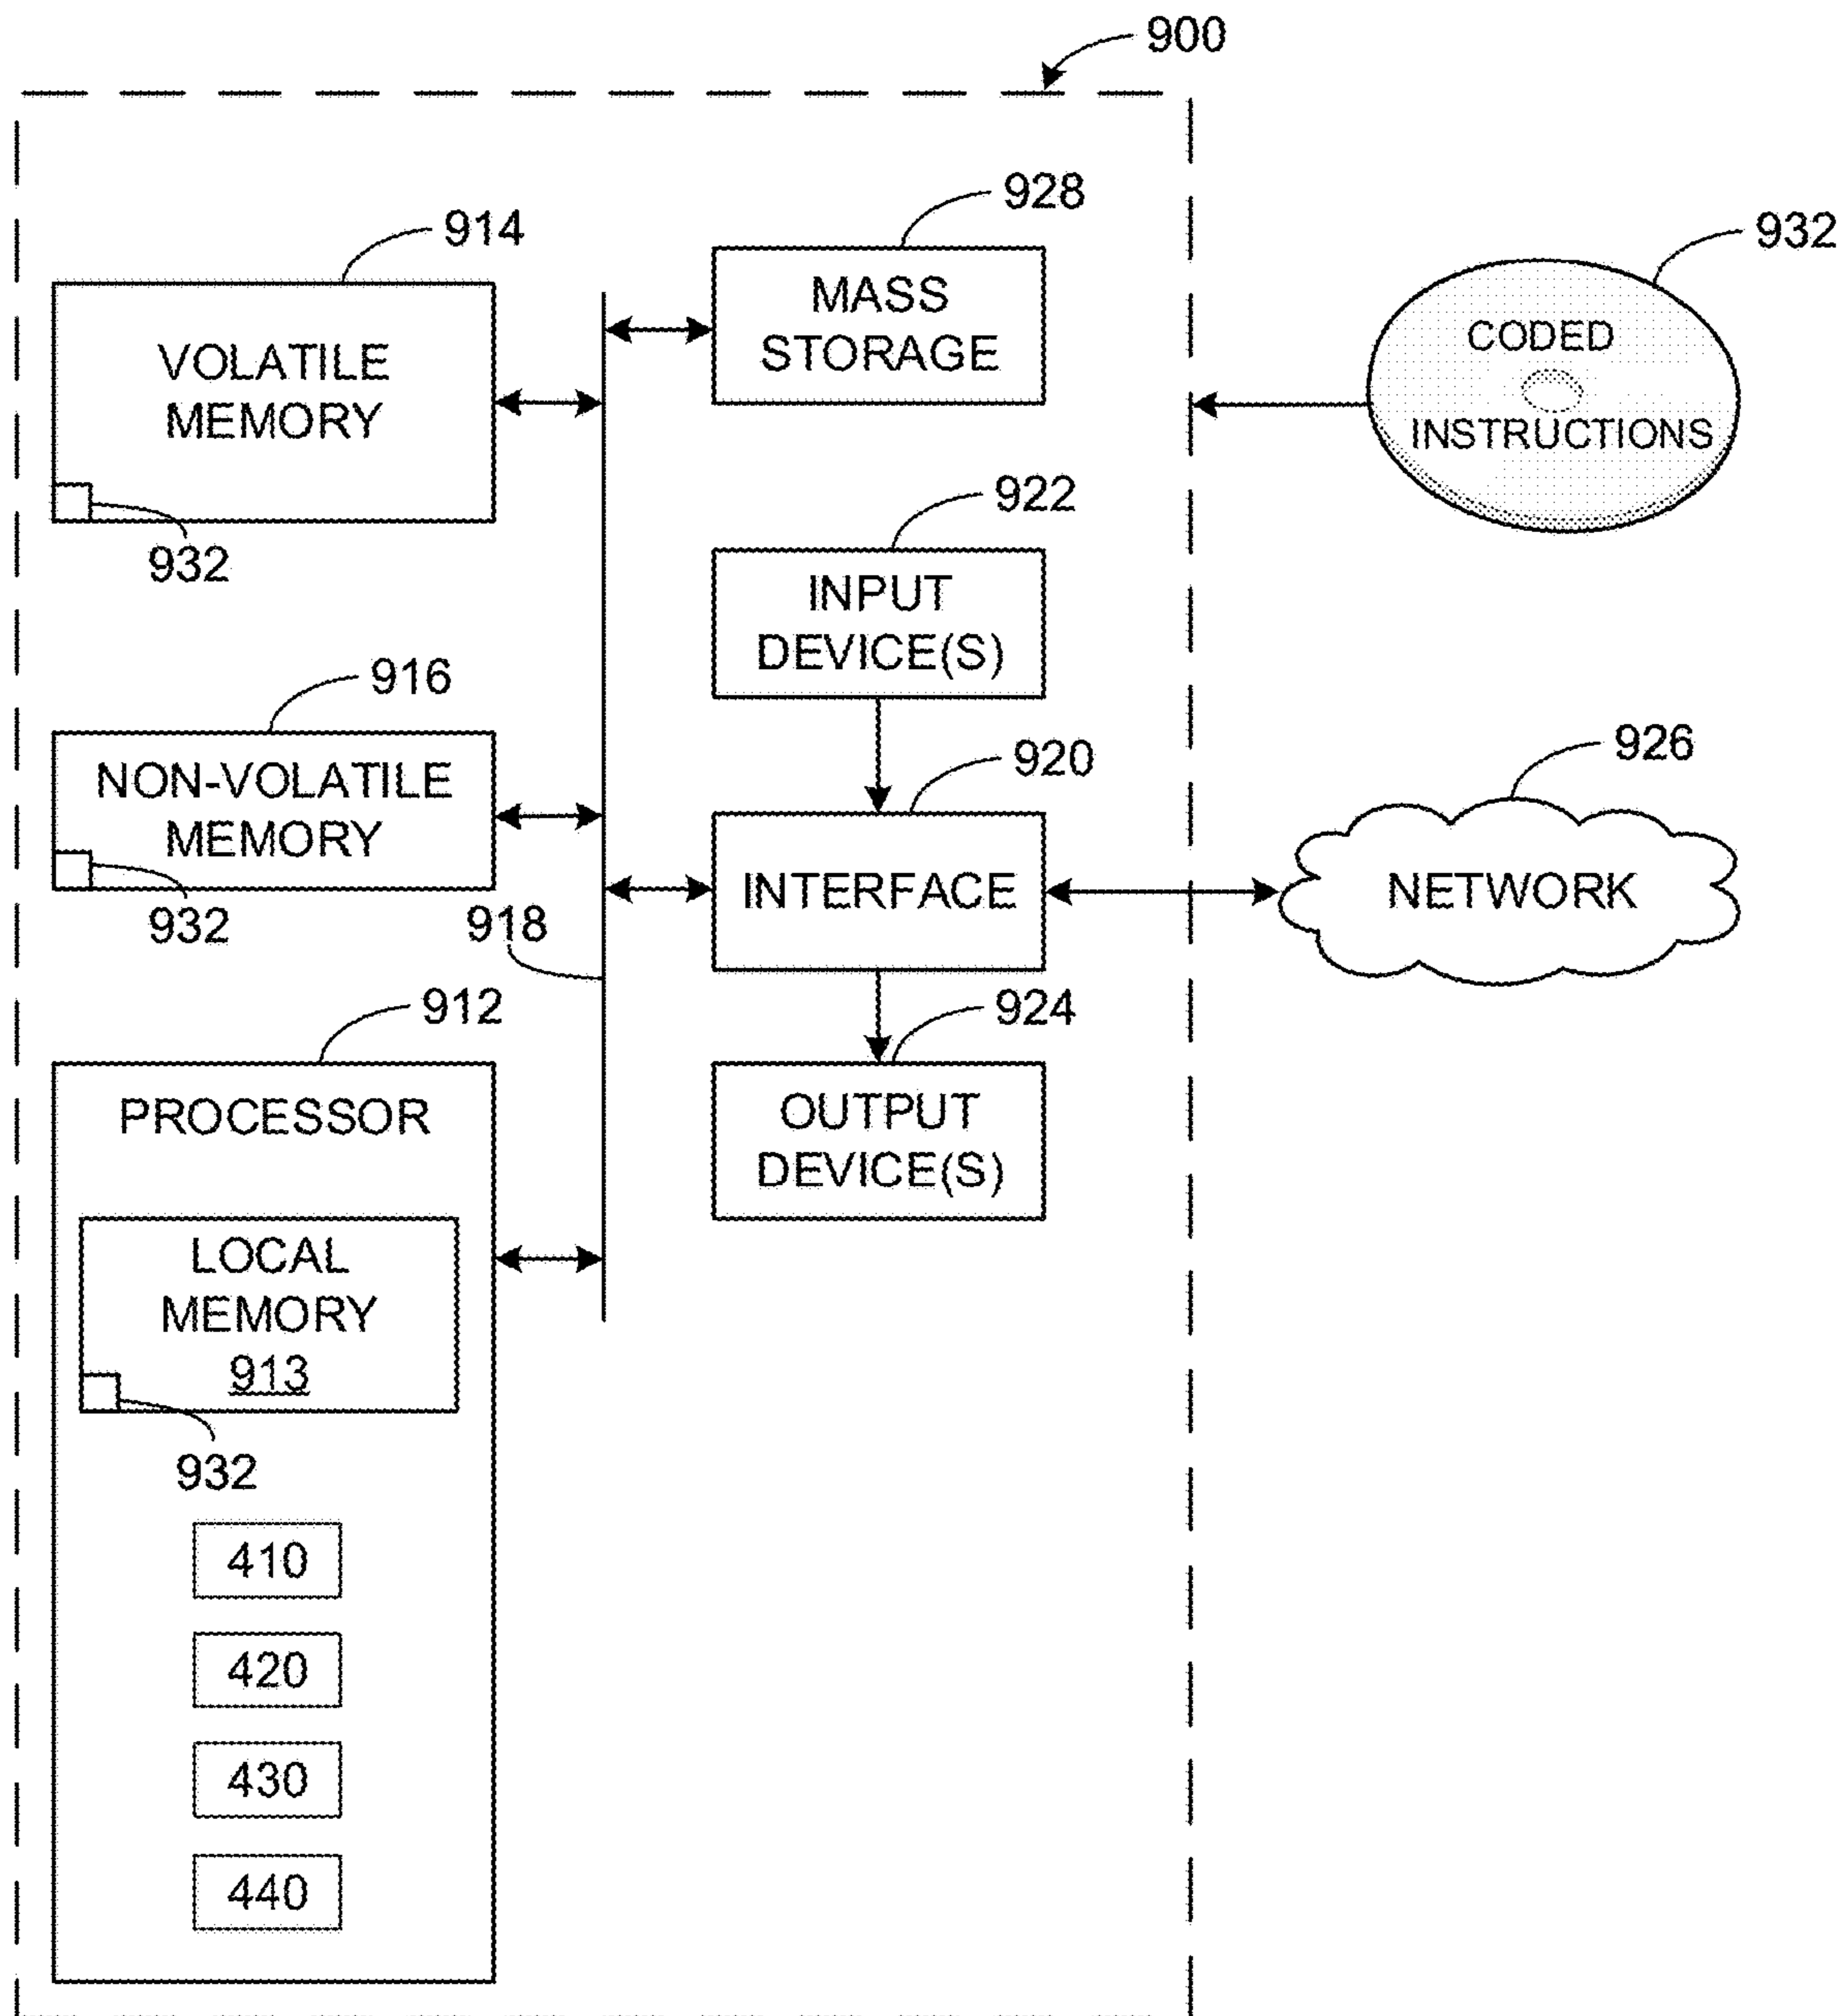 900
914
VOLATILE
MEMORY
932
928
MASS
STORAGE
932
CODED
INSTRUCTIONS
922
INPUT
DEVICE(S)
916
NON-VOLATILE
MEMORY
932
918
920
INTERFACE
926
NETWORK
912
PROCESSOR
LOCAL
MEMORY
913
932
924
OUTPUT
DEVICE(S)
410
420
430
440